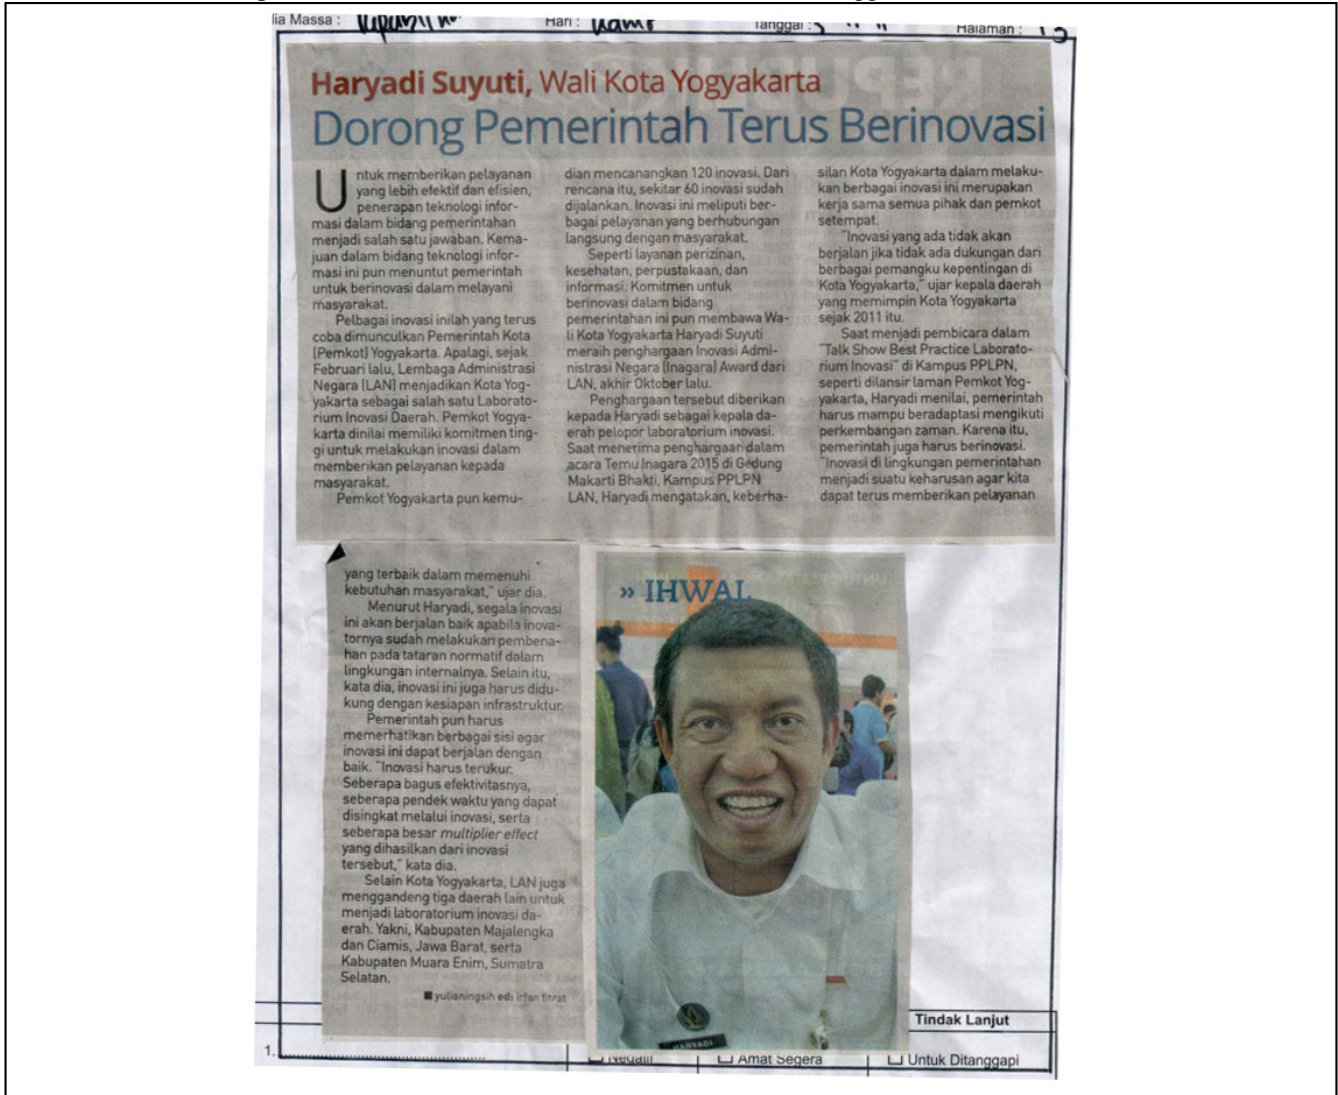 lia Massa :
Hari :
Tanggal :
Halaman :
Haryadi Suyuti, Wali Kota Yogyakarta
Dorong Pemerintah Terus Berinovasi
Untuk memberikan pelayanan
yang lebih efektif dan efisien,
penerapan teknologi infor-
masi dalam bidang pemerintahan
menjadi salah satu jawaban. Kema-
juan dalam bidang teknologi infor-
masi ini pun menuntut pemerintah
untuk berinovasi dalam melayani
masyarakat.
Pelbagai inovasi inilah yang terus
coba dimunculkan Pemerintah Kota
(Pemkot) Yogyakarta. Apalagi, sejak
Februari lalu, Lembaga Administrasi
Negara (LAN) menjadikan Kota Yog-
yakarta sebagai salah satu Laborato-
rium Inovasi Daerah. Pemkot Yogya-
karta dinilai memiliki komitmen ting-
gi untuk melakukan inovasi dalam
memberikan pelayanan kepada
masyarakat.
Pemkot Yogyakarta pun kemu-
dian mencanangkan 120 inovasi. Dari
rencana itu, sekitar 60 inovasi sudah
dijalankan. Inovasi ini meliputi ber-
bagai pelayanan yang berhubungan
langsung dengan masyarakat.
Seperti layanan perizinan,
kesehatan, perpustakaan, dan
informasi. Komitmen untuk
berinovasi dalam bidang
pemerintahan ini pun membawa Wa-
li Kota Yogyakarta Haryadi Suyuti
meraih penghargaan Inovasi Admi-
nistrasi Negara (Inagara) Award dari
LAN, akhir Oktober lalu.
Penghargaan tersebut diberikan
kepada Haryadi sebagai kepala da-
erah pelopor laboratorium inovasi.
Saat menerima penghargaan dalam
acara Temu Inagara 2015 di Gedung
Makarti Bhakti, Kampus PPLPN
LAN, Haryadi mengatakan, keberha-
silan Kota Yogyakarta dalam melaku-
kan berbagai inovasi ini merupakan
kerja sama semua pihak dan pemkot
setempat.
"Inovasi yang ada tidak akan
berjalan jika tidak ada dukungan dari
berbagai pemangku kepentingan di
Kota Yogyakarta," ujar kepala daerah
yang memimpin Kota Yogyakarta
sejak 2011 itu.
Saat menjadi pembicara dalam
"Talk Show Best Practice Laborato-
rium Inovasi" di Kampus PPLPN,
seperti dilansir laman Pemkot Yog-
yakarta, Haryadi menilai, pemerintah
harus mampu beradaptasi mengikuti
perkembangan zaman. Karena itu,
pemerintah juga harus berinovasi.
"Inovasi di lingkungan pemerintahan
menjadi suatu keharusan agar kita
dapat terus memberikan pelayanan
yang terbaik dalam memenuhi
kebutuhan masyarakat," ujar dia.
Menurut Haryadi, segala inovasi
ini akan berjalan baik apabila inova-
tornya sudah melakukan pembena-
han pada tataran normatif dalam
lingkungan internalnya. Selain itu,
kata dia, inovasi ini juga harus didu-
kung dengan kesiapan infrastruktur.
Pemerintah pun harus
memerhatikan berbagai sisi agar
inovasi ini dapat berjalan dengan
baik. "Inovasi harus terukur.
Seberapa bagus efektivitasnya,
seberapa pendek waktu yang dapat
disingkat melalui inovasi, serta
seberapa besar multiplier effect
yang dihasilkan dari inovasi
tersebut," kata dia.
Selain Kota Yogyakarta, LAN juga
menggandeng tiga daerah lain untuk
menjadi laboratorium inovasi da-
erah. Yakni, Kabupaten Majalengka
dan Ciamis, Jawa Barat, serta
Kabupaten Muara Enim, Sumatra
Selatan.
■ yulianingsih ed: irfan fitrat
» IHWAL
HARYADI
Tindak Lanjut
1. ..................................................
Negatif
Amat Segera
Untuk Ditanggapi